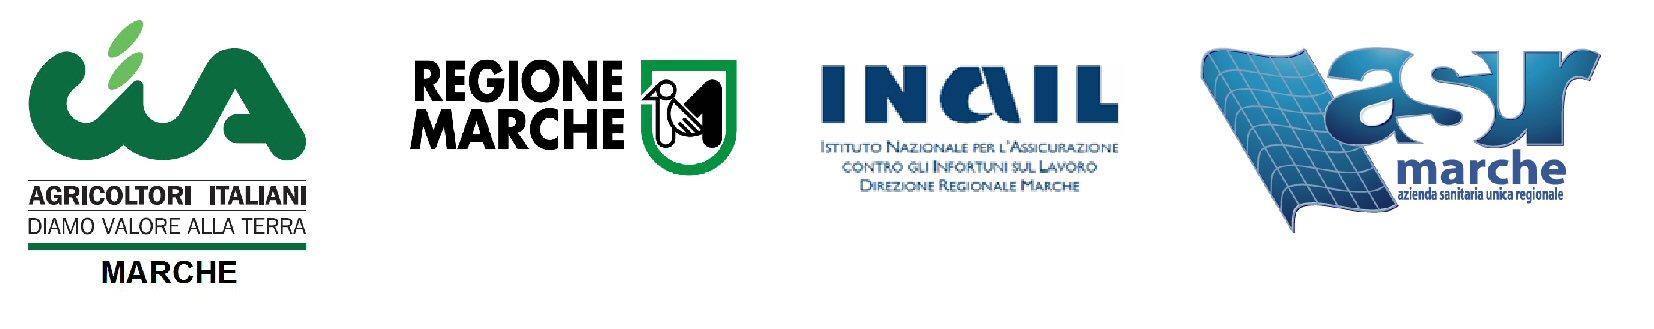 CIA
AGRICOLTORI ITALIANI
DIAMO VALORE ALLA TERRA
MARCHE
REGIONE
MARCHE
INAIL
ISTITUTO NAZIONALE PER L'ASSICURAZIONE
CONTRO GLI INFORTUNI SUL LAVORO
DIREZIONE REGIONALE MARCHE
asur
marche
azienda sanitaria unica regionale